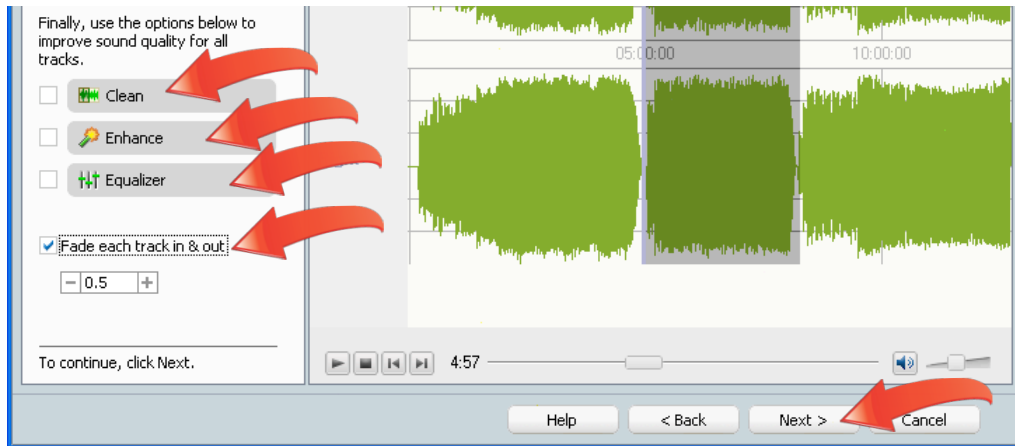 Finally, use the options below to
improve sound quality for all
tracks.
Clean
Enhance
Equalizer
Fade each track in & out
- 0.5 +
To continue, click Next.
05:00:00
10:00:00
4:57
Help
< Back
Next >
Cancel